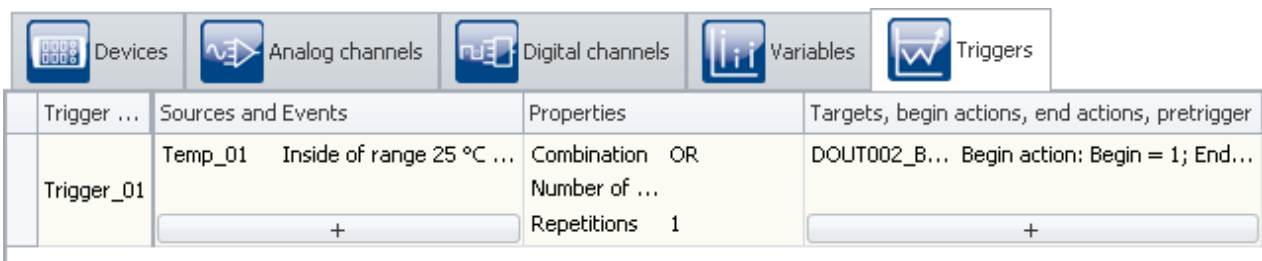 Devices Analog channels Digital channels Variables Triggers
Trigger ... Sources and Events Properties Targets, begin actions, end actions, pretrigger
Temp_01 Inside of range 25 °C ... Combination OR DOUT002_B... Begin action: Begin = 1; End...
Trigger_01 Number of ...
+ Repetitions 1 +